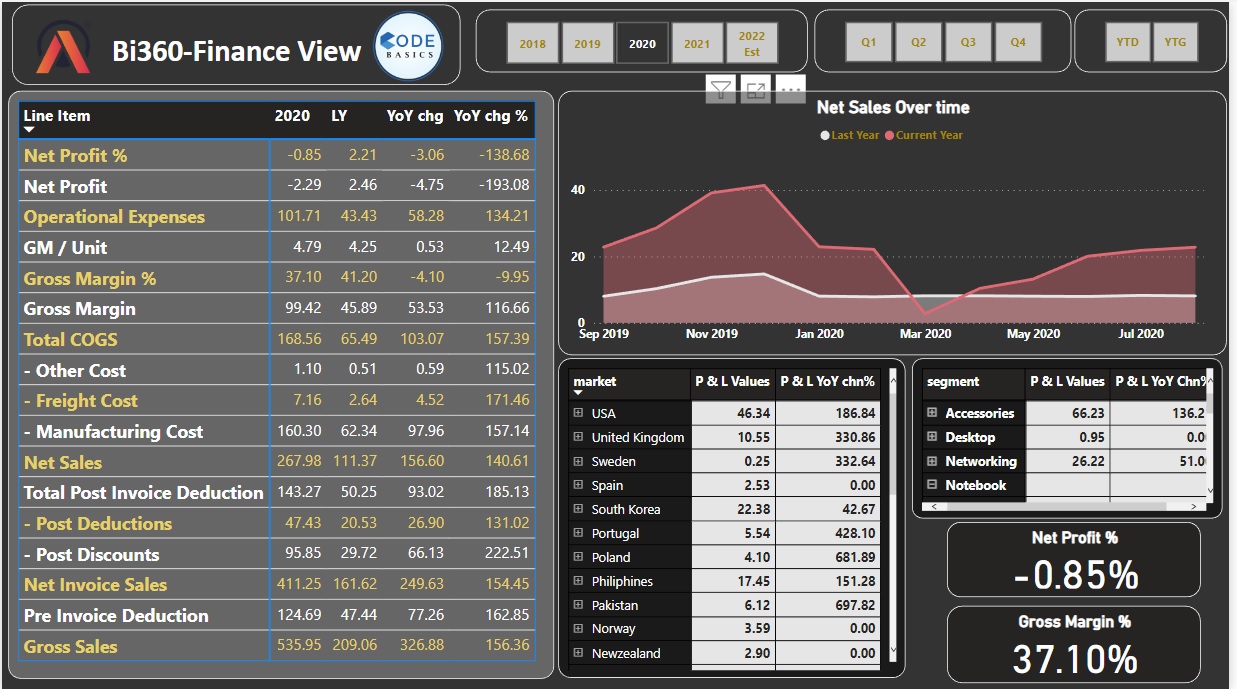 Bi360-Finance View
CODE
BASICS
2018 2019 2020 2021 2022 Est
Q1 Q2 Q3 Q4
YTD YTG
Line Item 2020 LY YoY chg YoY chg %
Net Profit % -0.85 2.21 -3.06 -138.68
Net Profit -2.29 2.46 -4.75 -193.08
Operational Expenses 101.71 43.43 58.28 134.21
GM / Unit 4.79 4.25 0.53 12.49
Gross Margin % 37.10 41.20 -4.10 -9.95
Gross Margin 99.42 45.89 53.53 116.66
Total COGS 168.56 65.49 103.07 157.39
- Other Cost 1.10 0.51 0.59 115.02
- Freight Cost 7.16 2.64 4.52 171.46
- Manufacturing Cost 160.30 62.34 97.96 157.14
Net Sales 267.98 111.37 156.60 140.61
Total Post Invoice Deduction 143.27 50.25 93.02 185.13
- Post Deductions 47.43 20.53 26.90 131.02
- Post Discounts 95.85 29.72 66.13 222.51
Net Invoice Sales 411.25 161.62 249.63 154.45
Pre Invoice Deduction 124.69 47.44 77.26 162.85
Gross Sales 535.95 209.06 326.88 156.36
Net Sales Over time
Last Year Current Year
40
20
0
Sep 2019 Nov 2019 Jan 2020 Mar 2020 May 2020 Jul 2020
market P & L Values P & L YoY chn%
USA 46.34 186.84
United Kingdom 10.55 330.86
Sweden 0.25 332.64
Spain 2.53 0.00
South Korea 22.38 42.67
Portugal 5.54 428.10
Poland 4.10 681.89
Philiphines 17.45 151.28
Pakistan 6.12 697.82
Norway 3.59 0.00
Newzealand 2.90 0.00
segment P & L Values P & L YoY Chn%
Accessories 66.23 136.2
Desktop 0.95 0.0
Networking 26.22 51.0
Notebook
Net Profit %
-0.85%
Gross Margin %
37.10%